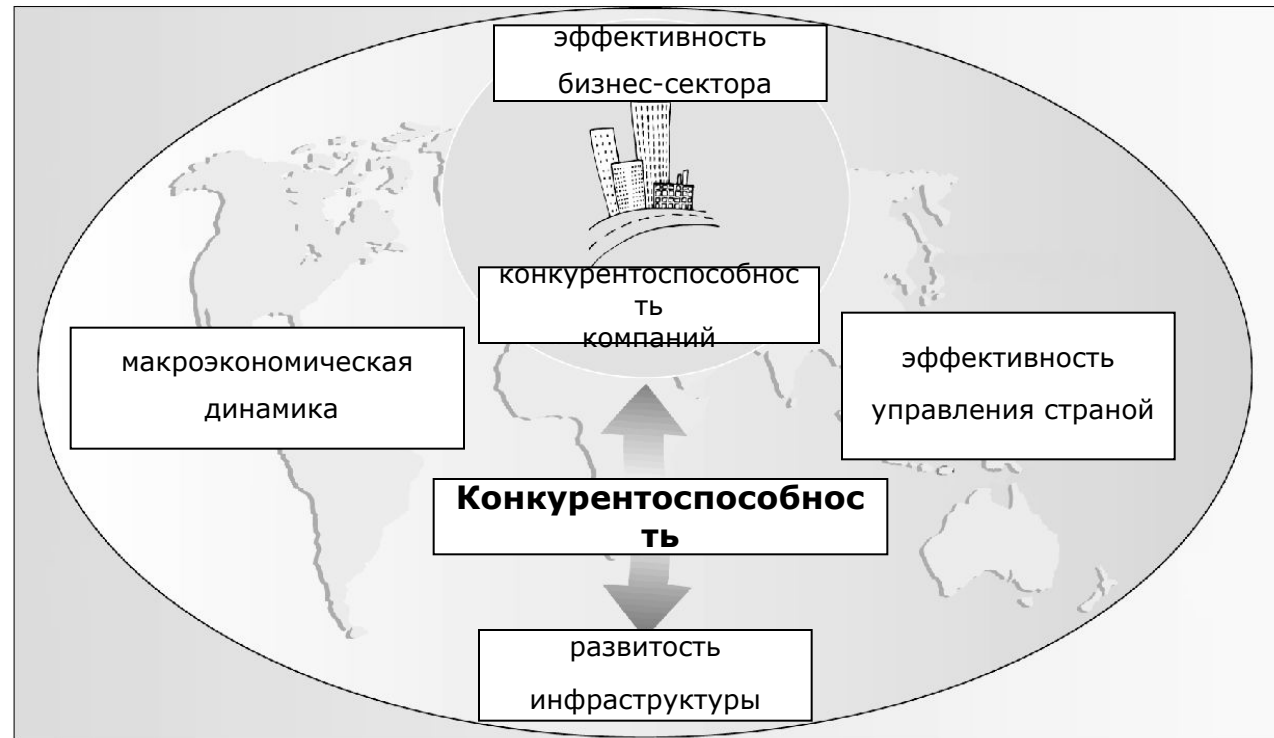 эффективность
бизнес-сектора
конкурентоспособнос
ть
компаний
макроэкономическая
динамика
эффективность
управления страной
Конкурентоспособнос
ть
развитость
инфраструктуры